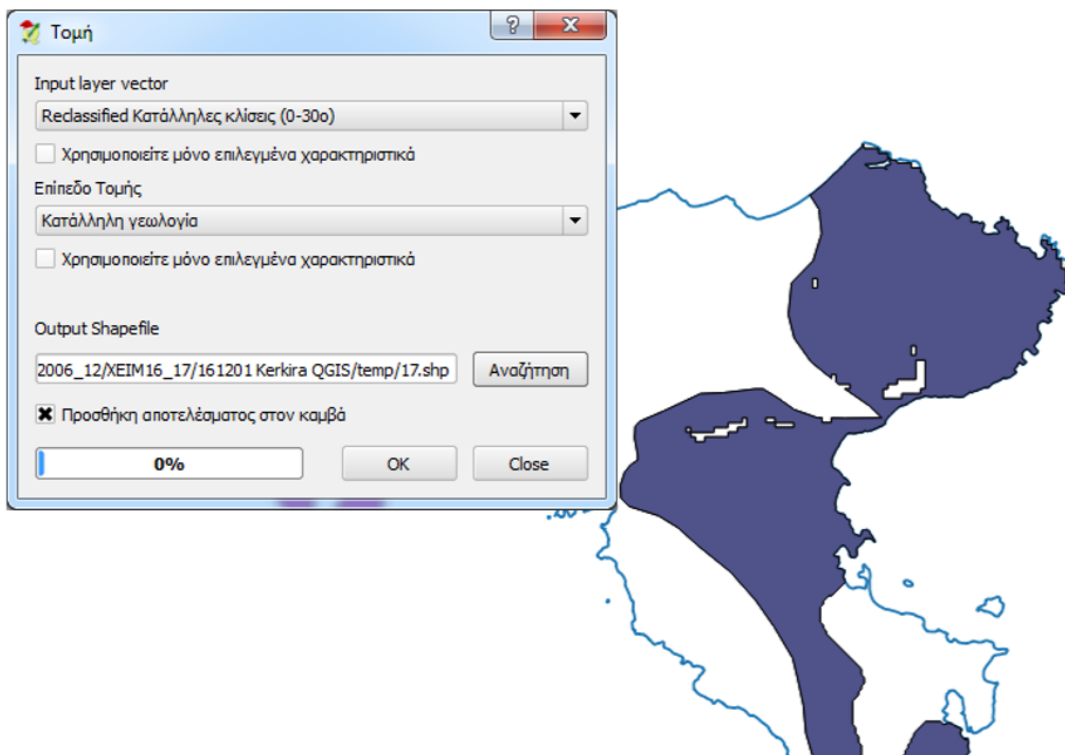 Τομή
Input layer vector
Reclassified Κατάλληλες κλίσεις (0-30ο)
Χρησιμοποιείτε μόνο επιλεγμένα χαρακτηριστικά
Επίπεδο Τομής
Κατάλληλη γεωλογία
Χρησιμοποιείτε μόνο επιλεγμένα χαρακτηριστικά
Output Shapefile
2006_12/XEIM16_17/161201 Kerkira QGIS/temp/17.shp
Αναζήτηση
Προσθήκη αποτελέσματος στον καμβά
0%
OK
Close